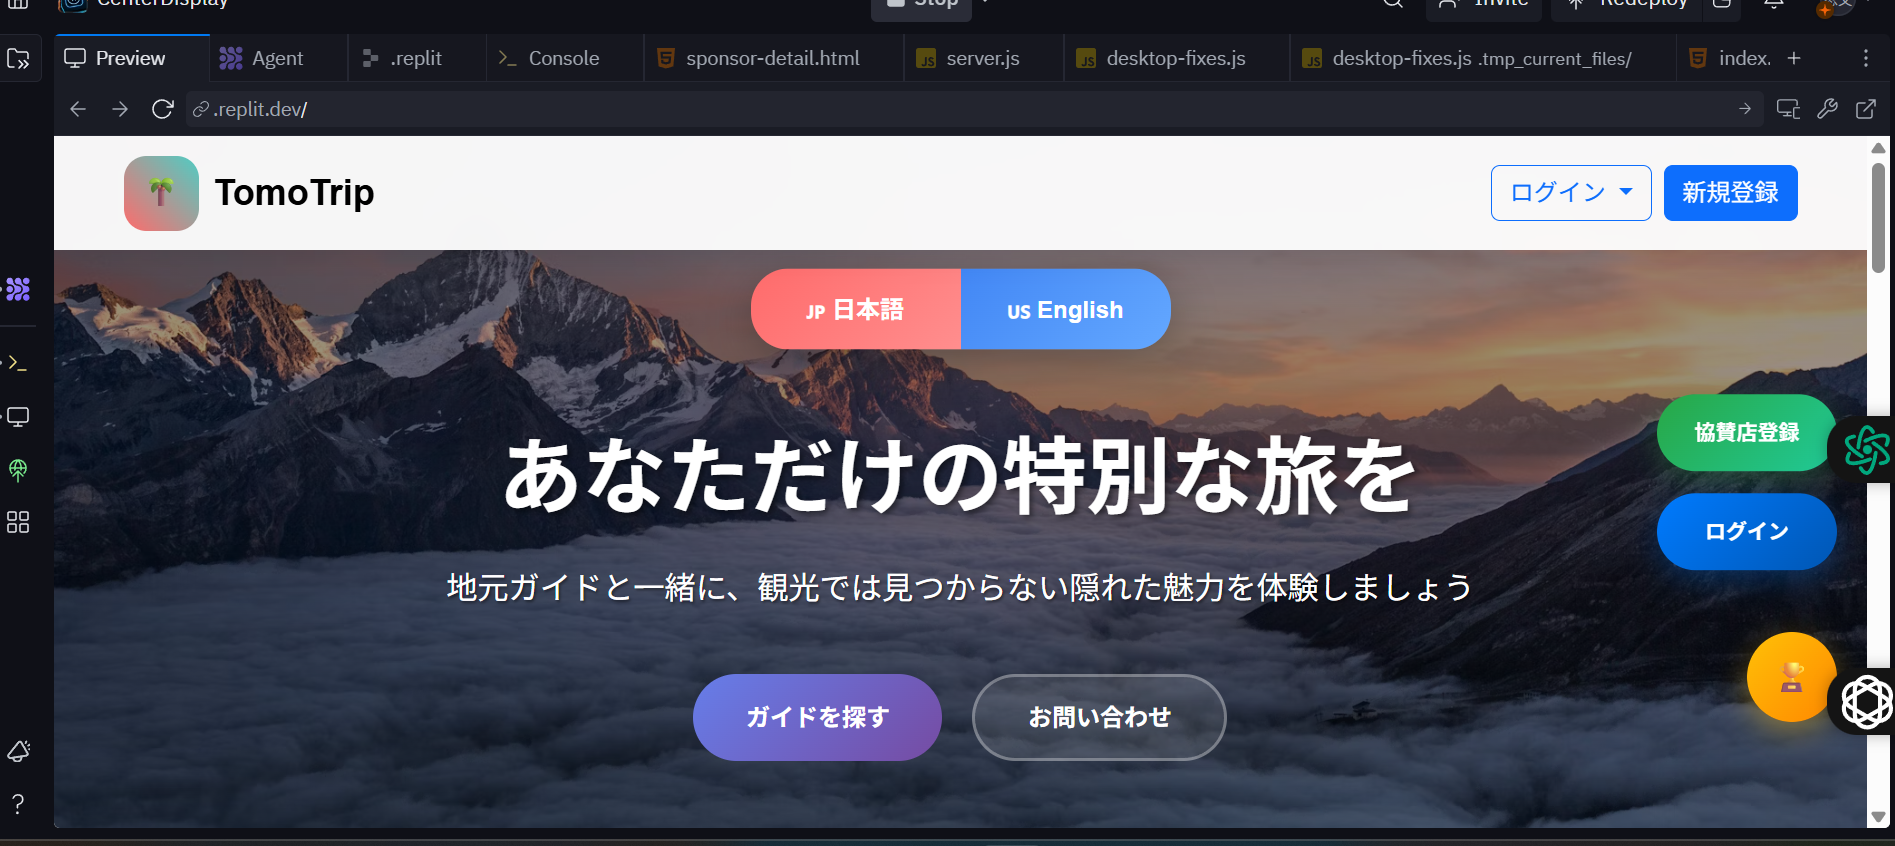 CenterDisplay
Stop
Invite
Redeploy
Preview
Agent
.replit
Console
sponsor-detail.html
server.js
desktop-fixes.js
desktop-fixes.js .tmp_current_files/
index.
.replit.dev/
TomoTrip
ログイン
新規登録
JP 日本語
US English
あなただけの特別な旅を
地元ガイドと一緒に、観光では見つからない隠れた魅力を体験しましょう
ガイドを探す
お問い合わせ
協賛店登録
ログイン